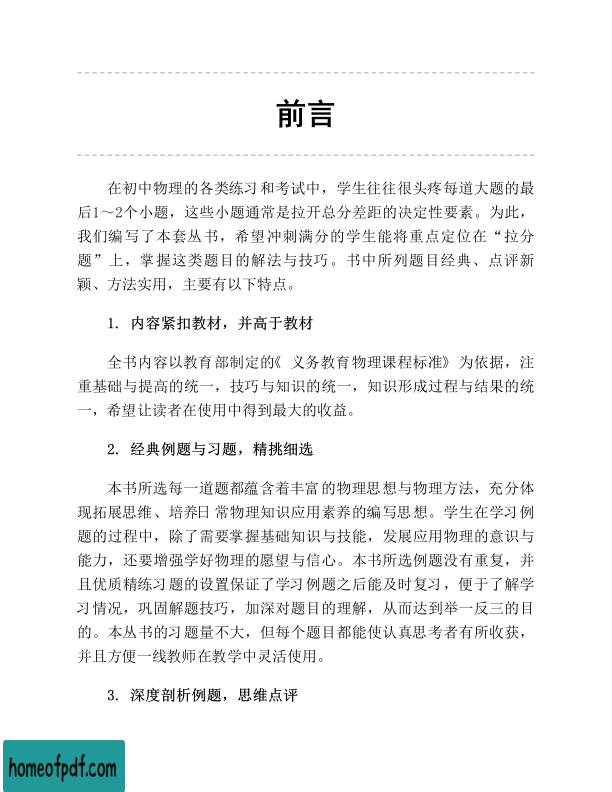 前言
在初中物理的各类练习和考试中，学生往往很头疼每道大题的最
后1～2个小题，这些小题通常是拉开总分差距的决定性要素。为此，
我们编写了本套丛书，希望冲刺满分的学生能将重点定位在“拉分
题”上，掌握这类题目的解法与技巧。书中所列题目经典、点评新
颖、方法实用，主要有以下特点。
1. 内容紧扣教材，并高于教材
全书内容以教育部制定的《 义务教育物理课程标准》 为依据，注
重基础与提高的统一，技巧与知识的统一，知识形成过程与结果的统
一，希望让读者在使用中得到最大的收益。
2. 经典例题与习题，精挑细选
本书所选每一道题都蕴含着丰富的物理思想与物理方法，充分体
现拓展思维、培养日常物理知识应用素养的编写思想。学生在学习例
题的过程中，除了需要掌握基础知识与技能，发展应用物理的意识与
能力，还要增强学好物理的愿望与信心。本书所选例题没有重复，并
且优质精练习题的设置保证了学习例题之后能及时复习，便于了解学
习情况，巩固解题技巧，加深对题目的理解，从而达到举一反三的目
的。本丛书的习题量不大，但每个题目都能使认真思考者有所收获，
并且方便一线教师在教学中灵活使用。
3. 深度剖析例题，思维点评
homeofpdf.com